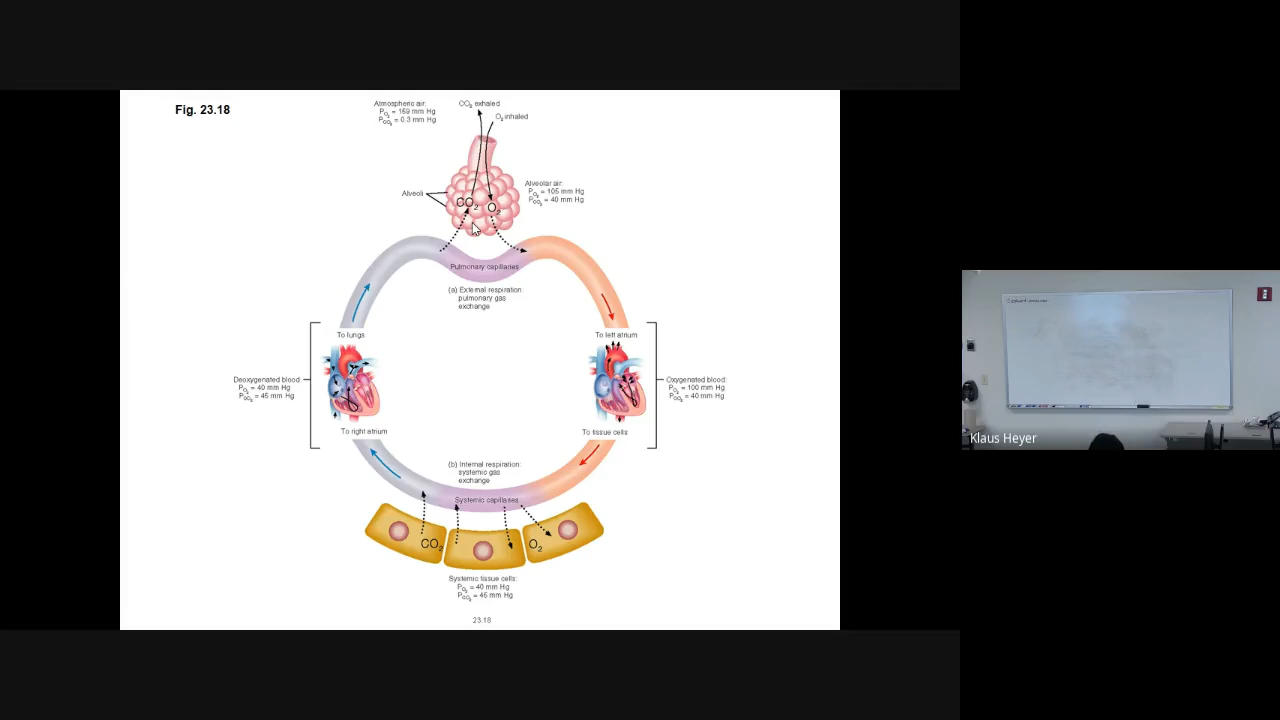 Fig. 23.18
Atmospheric air:
PO2 = 159 mm Hg
PCO2 = 0.3 mm Hg
CO2 exhaled
O2 inhaled
Alveoli
CO2
O2
Alveolar air:
PO2 = 105 mm Hg
PCO2 = 40 mm Hg
Pulmonary capillaries
(a) External respiration:
pulmonary gas
exchange
To lungs
To left atrium
Deoxygenated blood:
PO2 = 40 mm Hg
PCO2 = 45 mm Hg
Oxygenated blood:
PO2 = 100 mm Hg
PCO2 = 40 mm Hg
To right atrium
To tissue cells
(b) Internal respiration:
systemic gas
exchange
Systemic capillaries
CO2
O2
Systemic tissue cells:
PO2 = 40 mm Hg
PCO2 = 45 mm Hg
23.18
Klaus Heyer